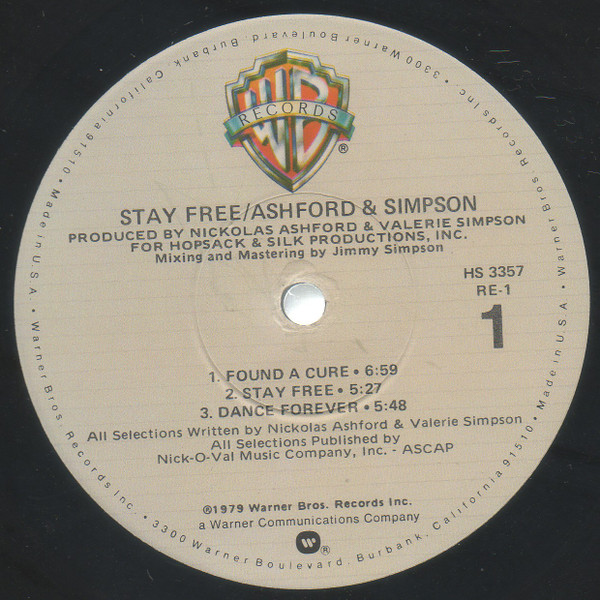 WB
RECORDS
®
STAY FREE/ASHFORD & SIMPSON
PRODUCED BY NICKOLAS ASHFORD & VALERIE SIMPSON
FOR HOPSACK & SILK PRODUCTIONS, INC.
Mixing and Mastering by Jimmy Simpson
HS 3357
RE-1
1
1. FOUND A CURE • 6:59
2. STAY FREE • 5:27
3. DANCE FOREVER • 5:48
All Selections Written by Nickolas Ashford & Valerie Simpson
All Selections Published by
Nick-O-Val Music Company, Inc. - ASCAP
℗1979 Warner Bros. Records Inc.
a Warner Communications Company
W ®
Made in U.S.A. • Warner Bros. Records Inc. • 3300 Warner Boulevard, Burbank, California 91510 • Made in U.S.A. • Warner Bros. Records Inc. • 3300 Warner Boulevard, Burbank, California 91510 •